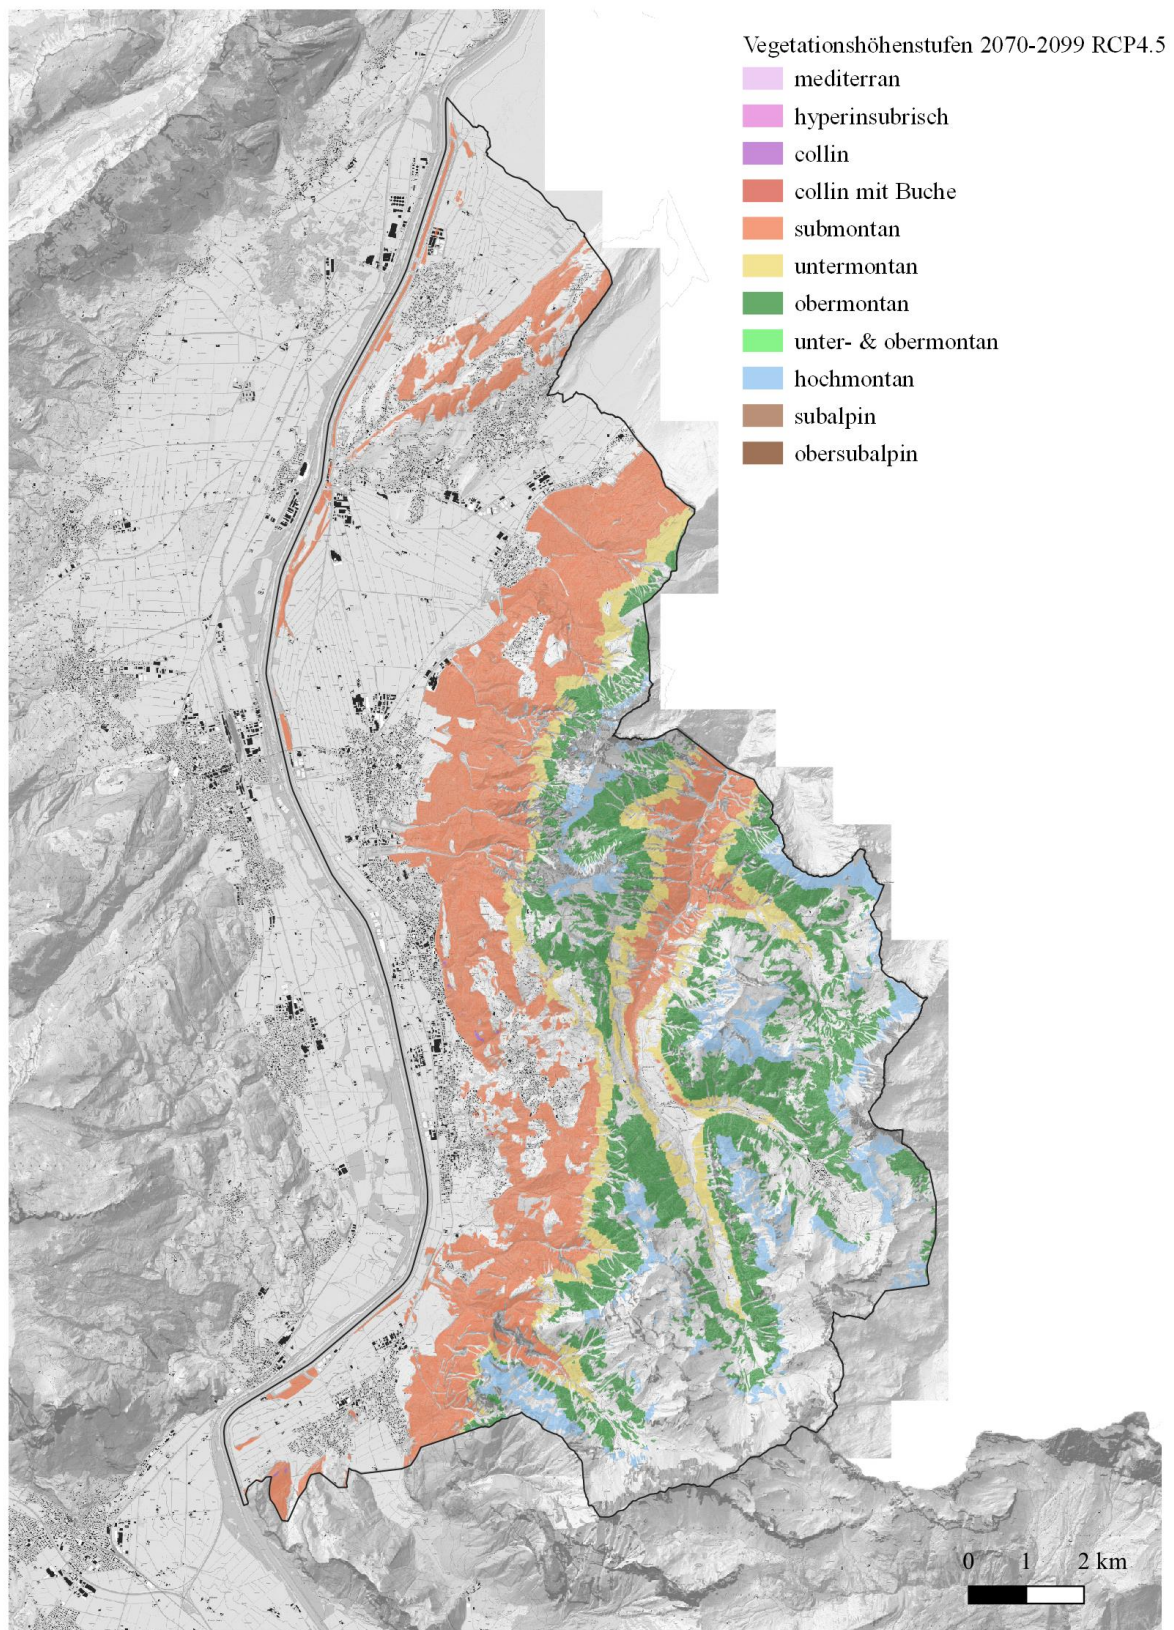 Vegetationshöhenstufen 2070-2099 RCP4.5
mediterran
hyperinsubrisch
collin
collin mit Buche
submontan
untermontan
obermontan
unter- & obermontan
hochmontan
subalpin
obersubalpin
0 1 2 km